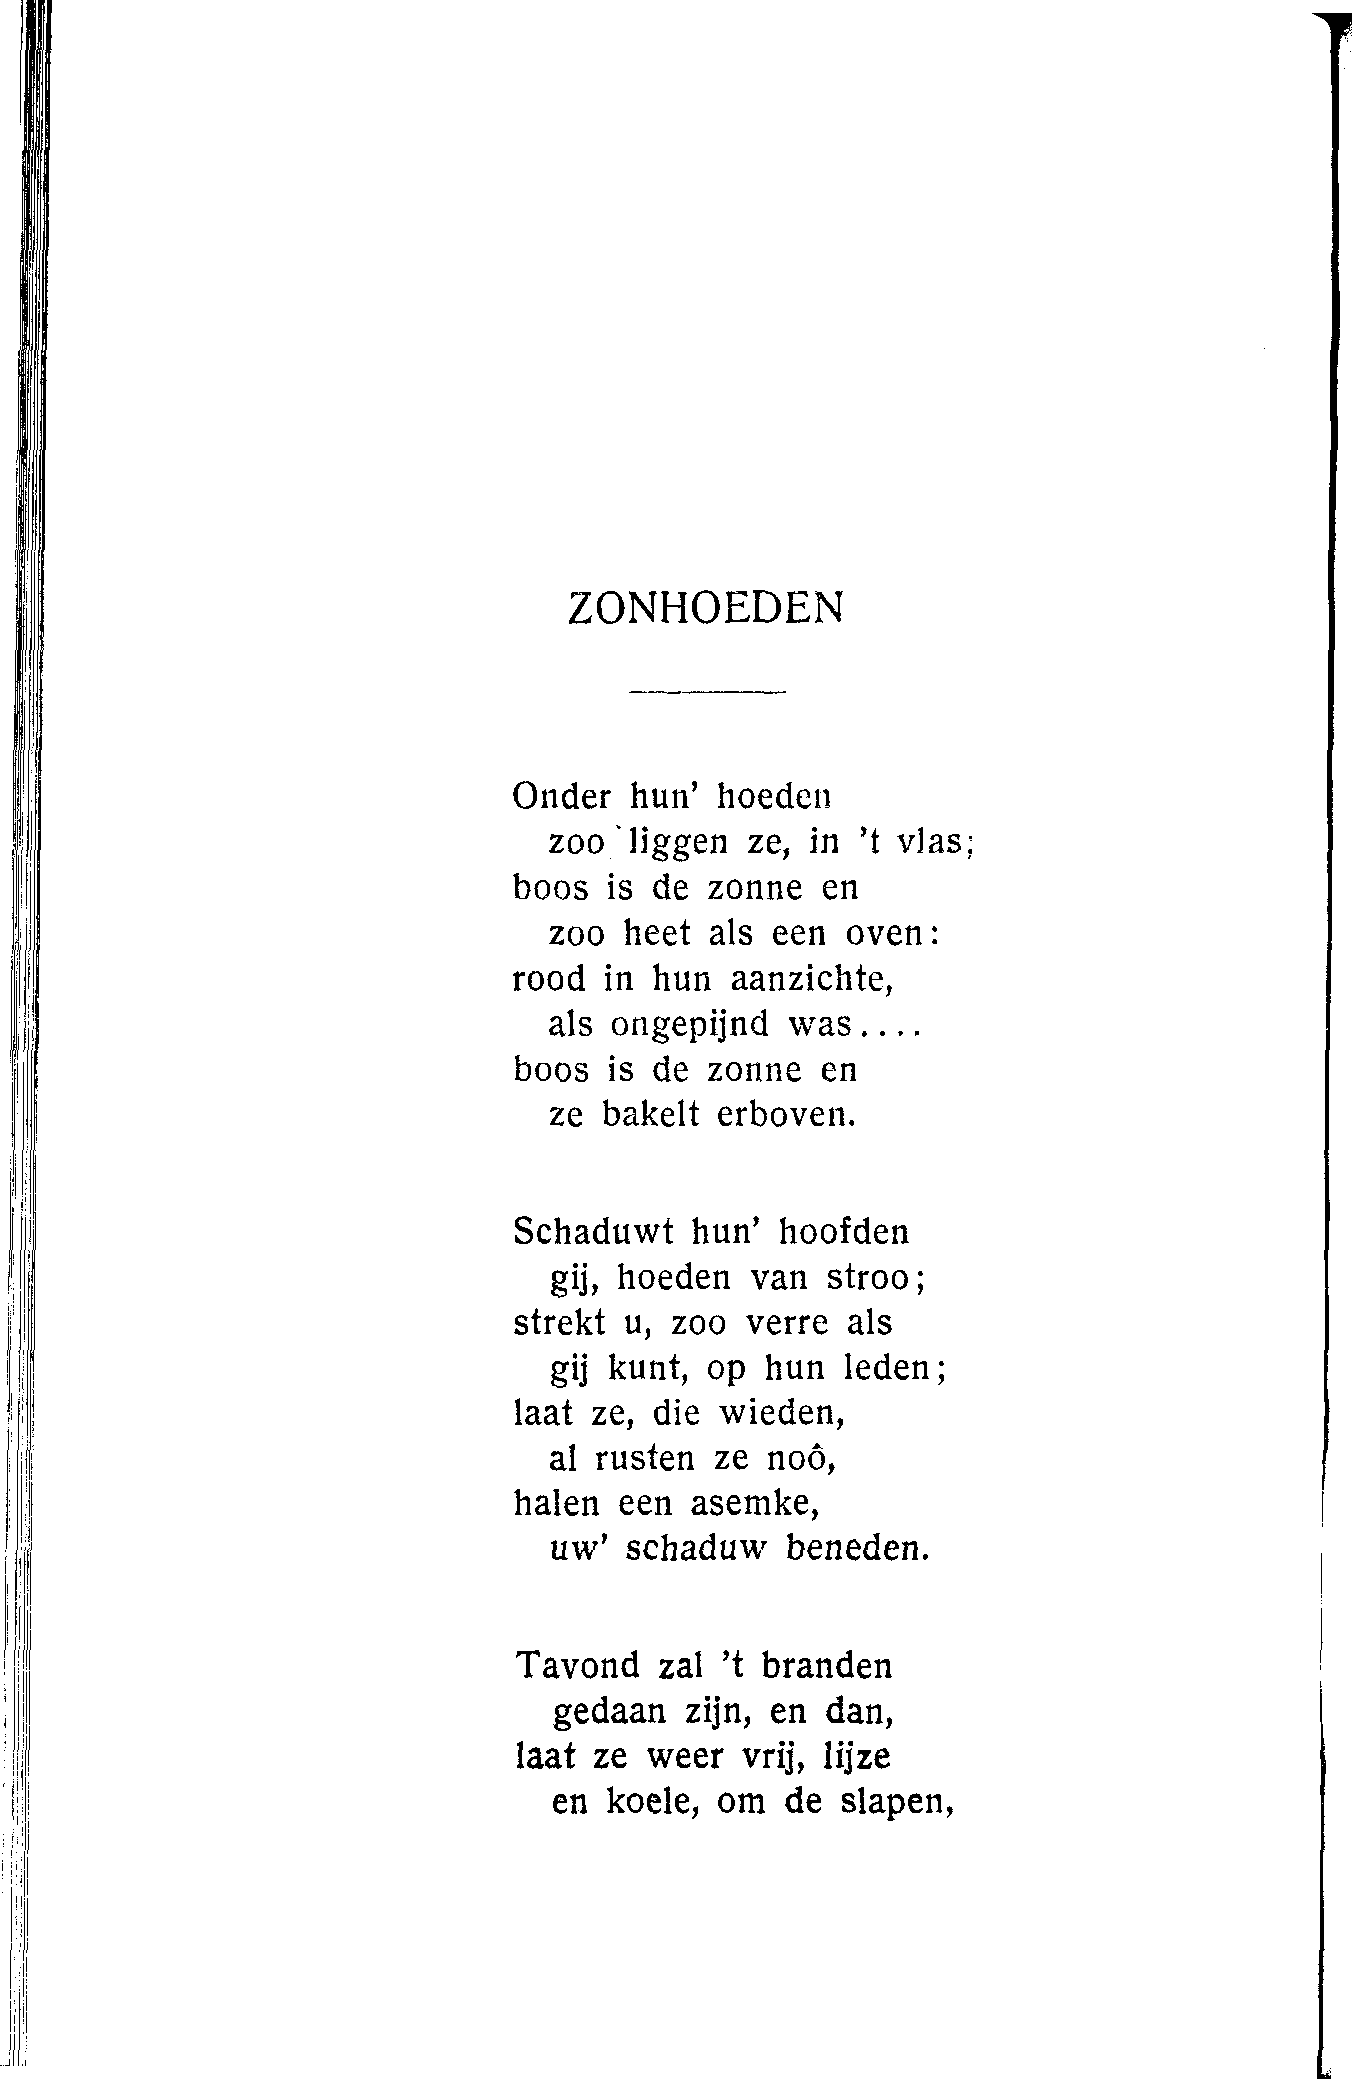 ZONHOEDEN
Onder hun' hoeden
zoo liggen ze, in 't vlas;
boos is de zonne en
zoo heet als een oven:
rood in hun aanzichte,
als ongepijnd was....
boos is de zonne en
ze bakelt erboven.
Schaduwt hun' hoofden
gij, hoeden van stroo;
strekt u, zoo verre als
gij kunt, op hun leden;
laat ze, die wieden,
al rusten ze noô,
halen een asemke,
uw' schaduw beneden.
Tavond zal 't branden
gedaan zijn, en dan,
laat ze weer vrij, lijze
en koele, om de slapen,